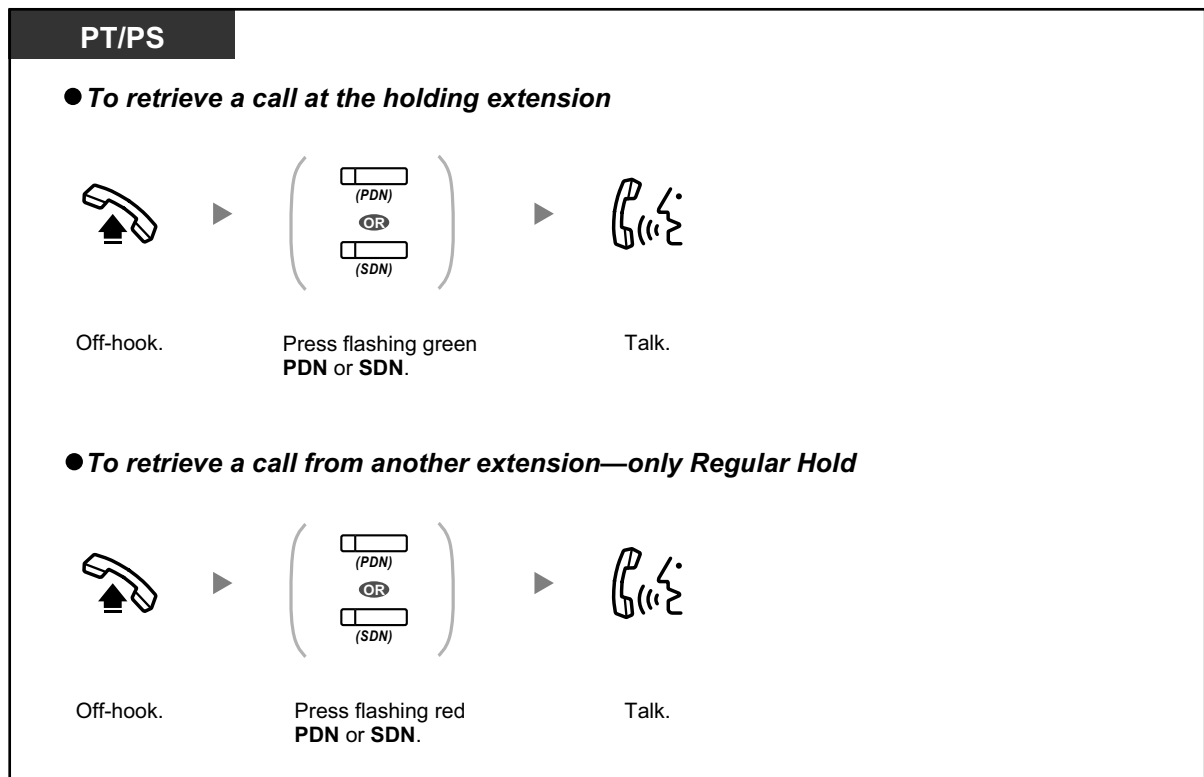 PT/PS
● To retrieve a call at the holding extension
(PDN)
OR
(SDN)
Off-hook.
Press flashing green
PDN or SDN.
Talk.
● To retrieve a call from another extension—only Regular Hold
(PDN)
OR
(SDN)
Off-hook.
Press flashing red
PDN or SDN.
Talk.